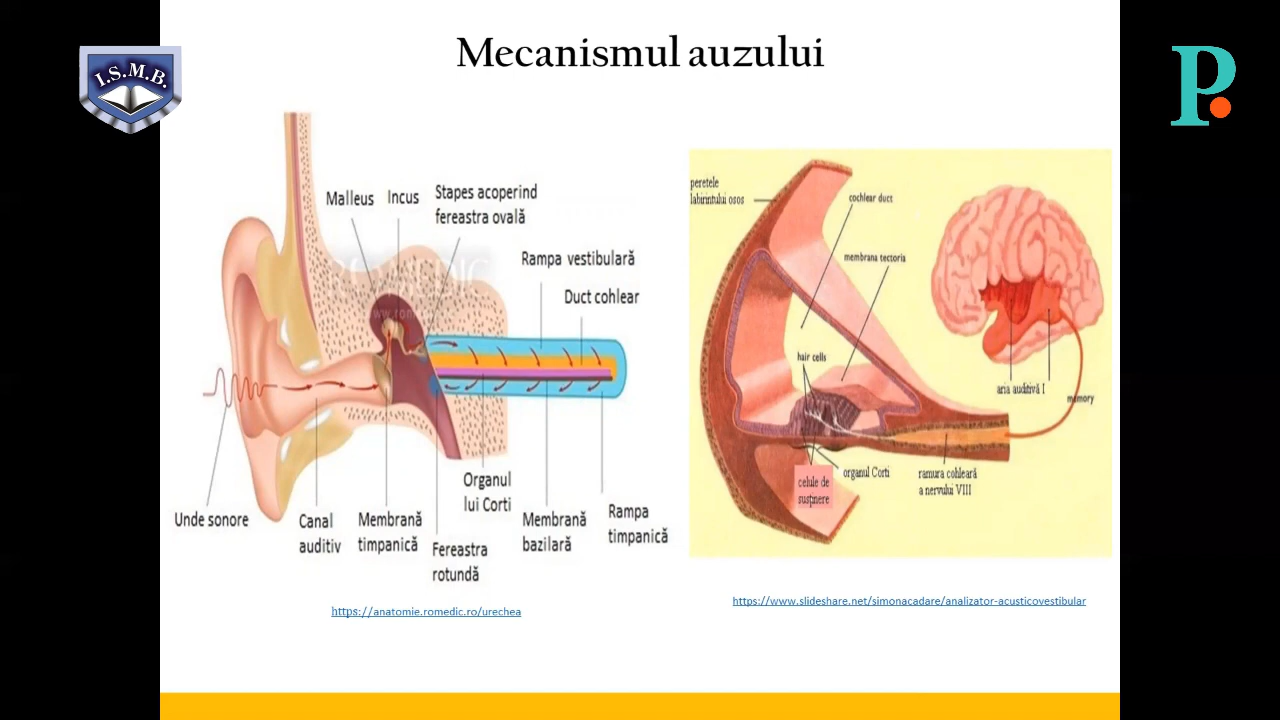 Mecanismul auzului
I.S.M.B.
P.
Malleus
Incus
Stapes acoperind
fereastra ovală
Rampa vestibulară
Duct cohlear
Unde sonore
Canal
auditiv
Membrană
timpanică
Fereastra
rotundă
Organul
lui Corti
Membrană
bazilară
Rampa
timpanică
https://anatomie.romedic.ro/urechea
peretele
labirintului osos
cochlear duct
membrana tectoria
hair cells
aria auditivă I
memory
celule de
susținere
organul Corti
ramura cohleară
a nervului VIII
https://www.slideshare.net/simonacadare/analizator-acusticovestibular